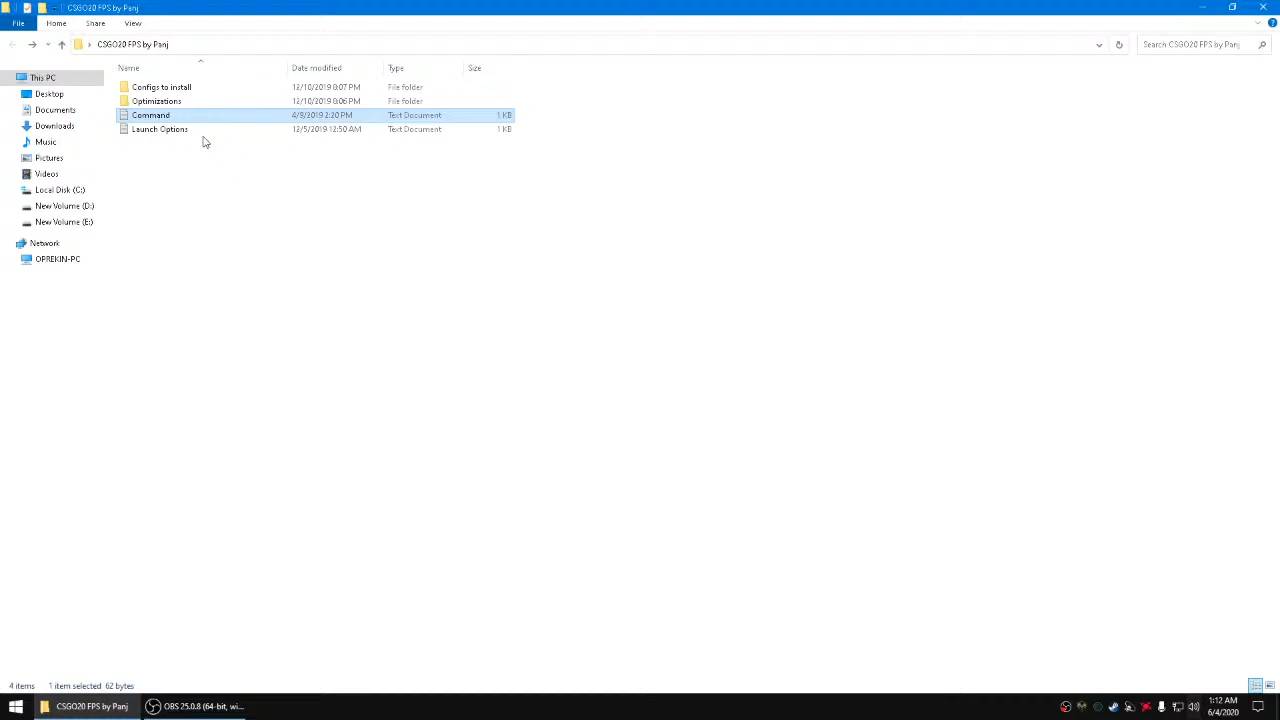 CSGO20 FPS by Panj
File Home Share View
CSGO20 FPS by Panj
Search CSGO20 FPS by Panj
Name Date modified Type Size
Configs to install 12/10/2019 8:07 PM File folder
Optimizations 12/10/2019 8:06 PM File folder
Command 4/9/2019 2:20 PM Text Document 1 KB
Launch Options 12/5/2019 12:50 AM Text Document 1 KB
This PC
Desktop
Documents
Downloads
Music
Pictures
Videos
Local Disk (C:)
New Volume (D:)
New Volume (E:)
Network
OPREKIN-PC
4 items 1 item selected 62 bytes
CSGO20 FPS by Panj
OBS 25.0.8 (64-bit, wi...
1:12 AM
6/4/2020